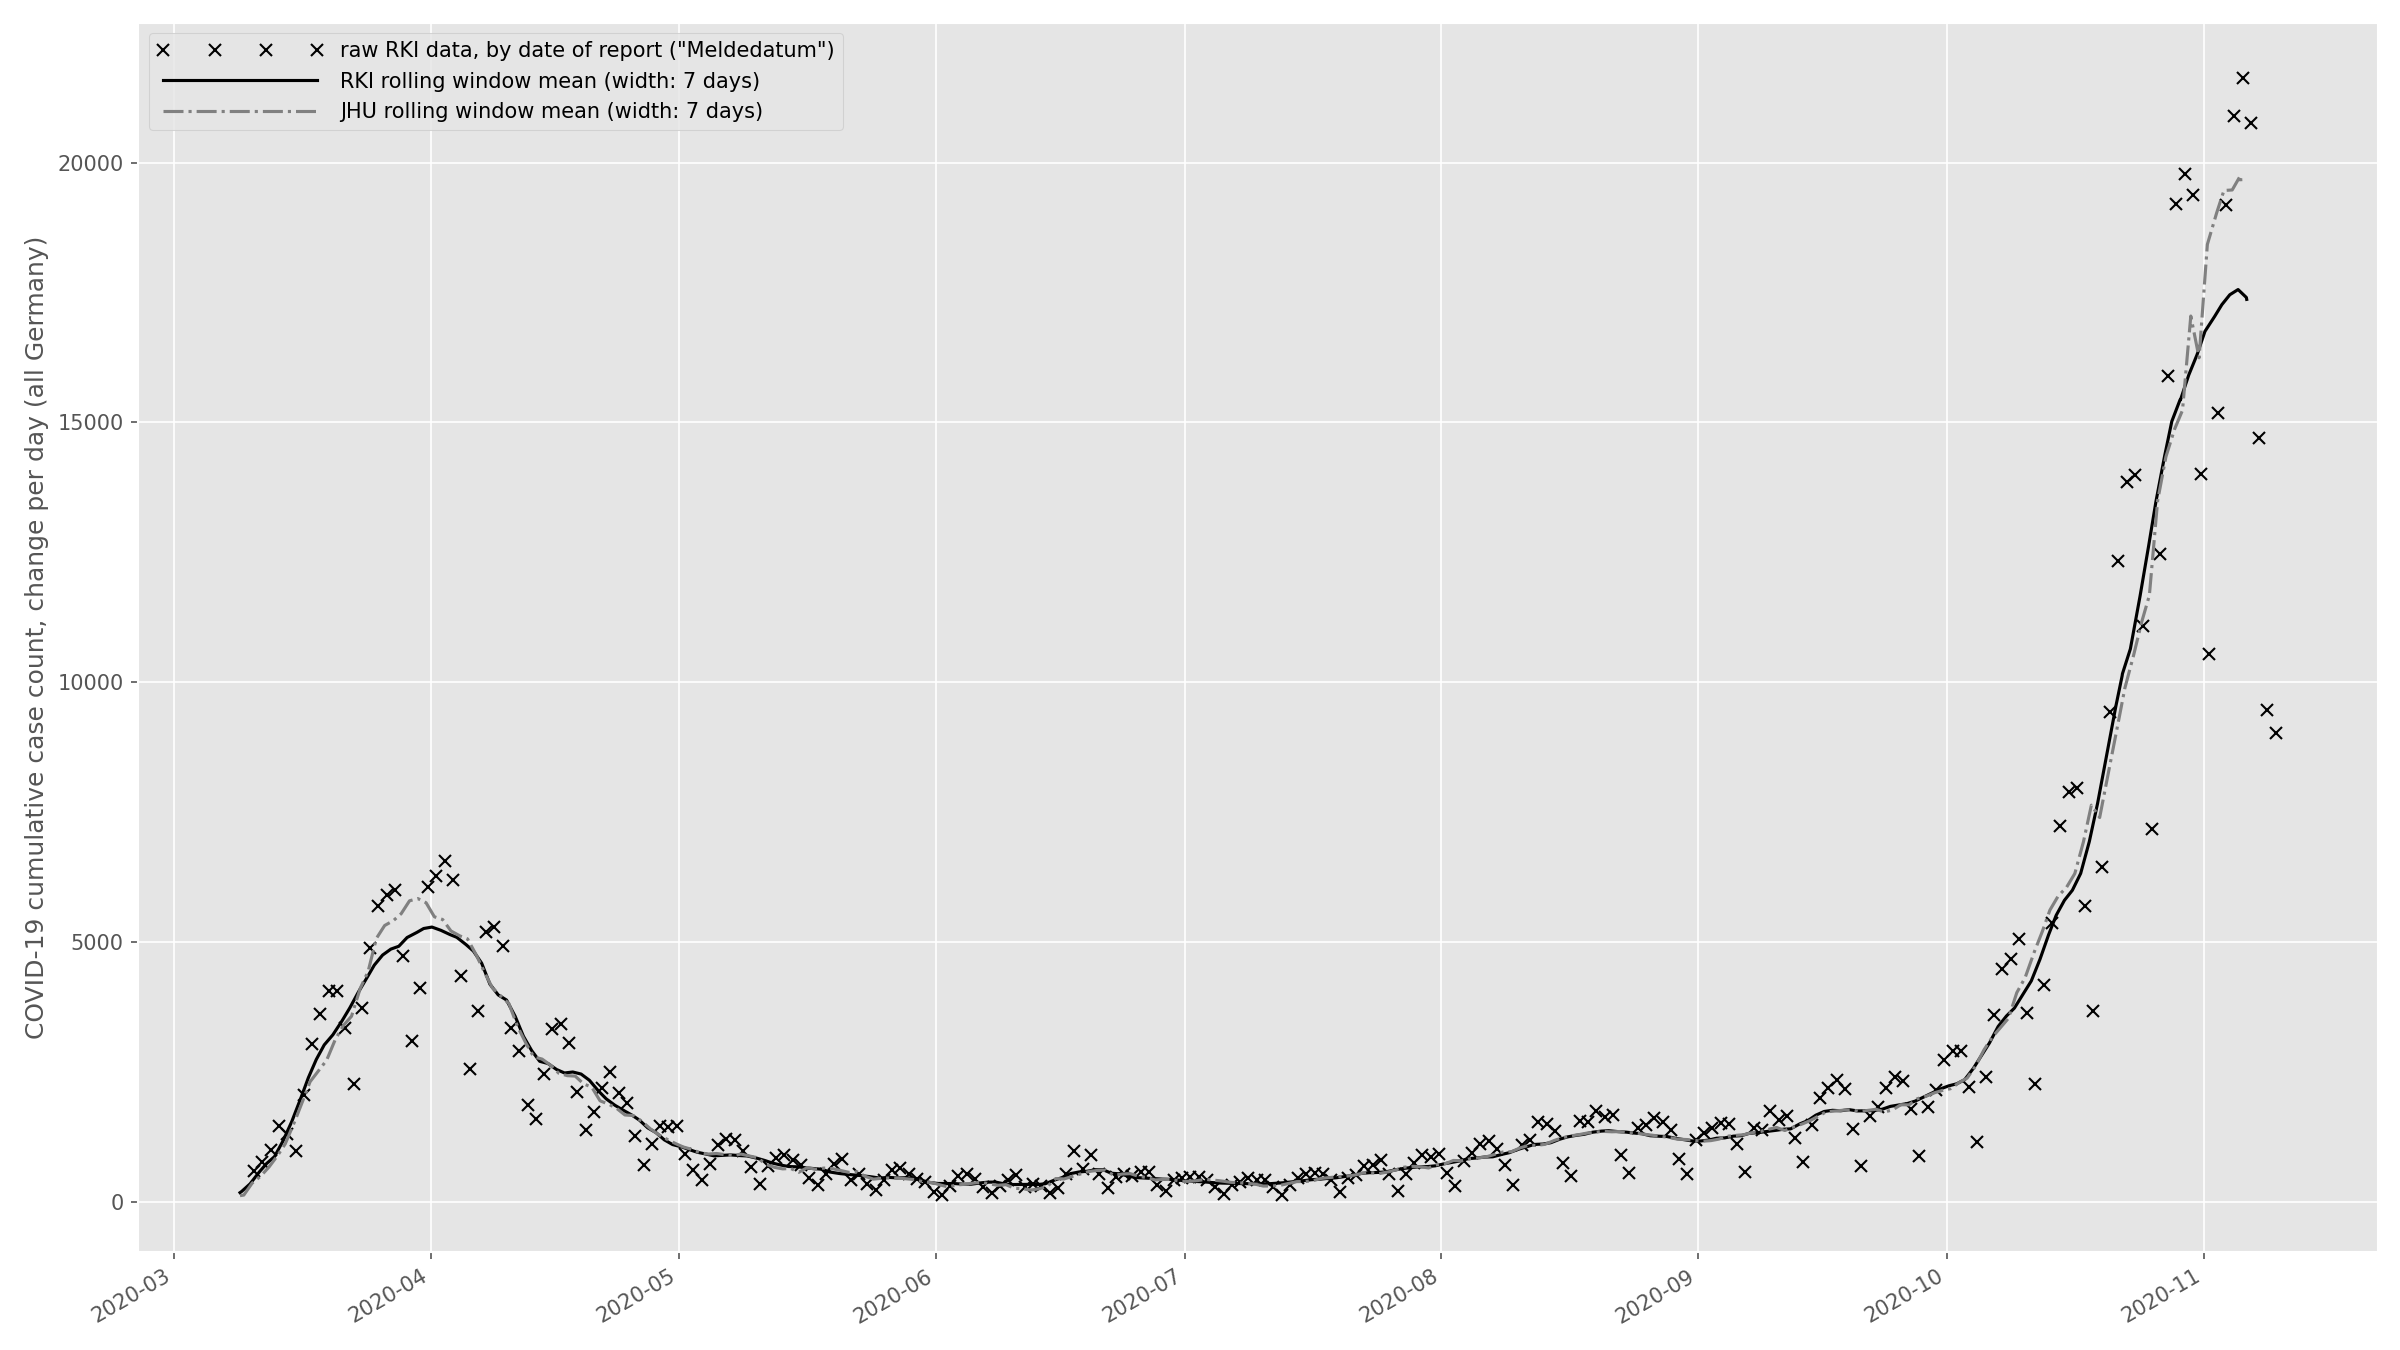 raw RKI data, by date of report ("Meldedatum")
RKI rolling window mean (width: 7 days)
JHU rolling window mean (width: 7 days)
COVID-19 cumulative case count, change per day (all Germany)
20000
15000
10000
5000
0
2020-03 2020-04 2020-05 2020-06 2020-07 2020-08 2020-09 2020-10 2020-11